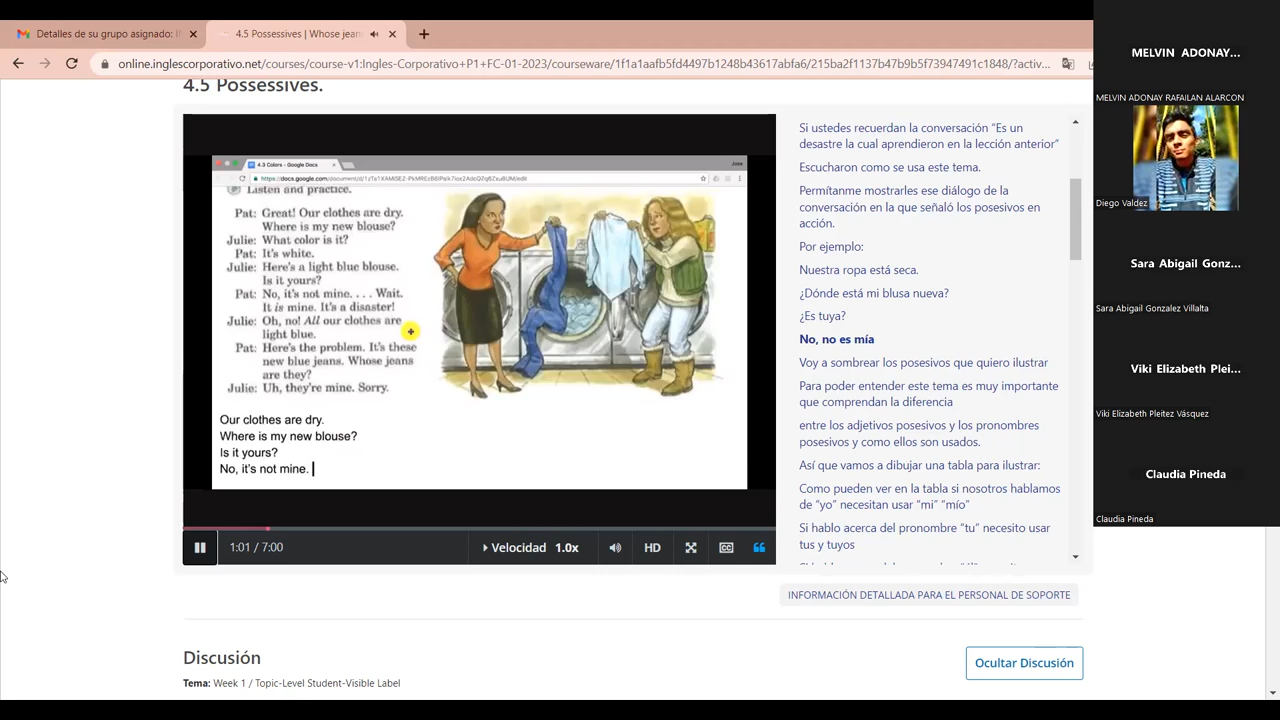 Detalles de su grupo asignado: I
4.5 Possessives | Whose jean
online.inglescorporativo.net/courses/course-v1:Ingles-Corporativo+P1+FC-01-2023/courseware/1f1a1aafb5fd4497b1248b43617abfa6/215ba2f1137b47b9b5f73947491c1848/?activ...
4.5 Possessives.
4.3 Colors - Google Docs
Jose
Listen and practice.
Pat: Great! Our clothes are dry.
Where is my new blouse?
Julie: What color is it?
Pat: It's white.
Julie: Here's a light blue blouse.
Is it yours?
Pat: No, it's not mine. . . . Wait.
It is mine. It's a disaster!
Julie: Oh, no! All our clothes are
light blue.
Pat: Here's the problem. It's these
new blue jeans. Whose jeans
are they?
Julie: Uh, they're mine. Sorry.
Our clothes are dry.
Where is my new blouse?
Is it yours?
No, it's not mine.
1:01 / 7:00
Velocidad 1.0x
HD
Si ustedes recuerdan la conversación "Es un
desastre la cual aprendieron en la lección anterior"
Escucharon como se usa este tema.
Permítanme mostrarles ese diálogo de la
conversación en la que señaló los posesivos en
acción.
Por ejemplo:
Nuestra ropa está seca.
¿Dónde está mi blusa nueva?
¿Es tuya?
No, no es mía
Voy a sombrear los posesivos que quiero ilustrar
Para poder entender este tema es muy importante
que comprendan la diferencia
entre los adjetivos posesivos y los pronombres
posesivos y como ellos son usados.
Así que vamos a dibujar una tabla para ilustrar:
Como pueden ver en la tabla si nosotros hablamos
de "yo" necesitan usar "mi" "mío"
Si hablo acerca del pronombre "tu" necesito usar
tus y tuyos
INFORMACIÓN DETALLADA PARA EL PERSONAL DE SOPORTE
Discusión
Ocultar Discusión
Tema: Week 1 / Topic-Level Student-Visible Label
MELVIN ADONAY...
MELVIN ADONAY RAFAILAN ALARCON
Diego Valdez
Sara Abigail Gonz...
Sara Abigail Gonzalez Villalta
Viki Elizabeth Plei...
Viki Elizabeth Pleitez Vásquez
Claudia Pineda
Claudia Pineda